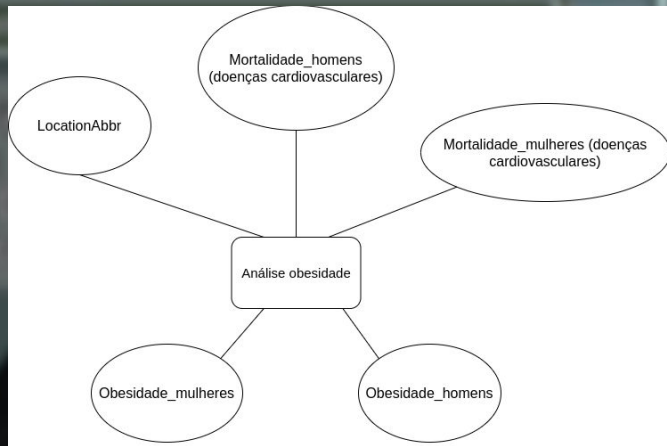 Mortalidade_homens
(doenças cardiovasculares)
LocationAbbr
Mortalidade_mulheres (doenças
cardiovasculares)
Análise obesidade
Obesidade_mulheres
Obesidade_homens